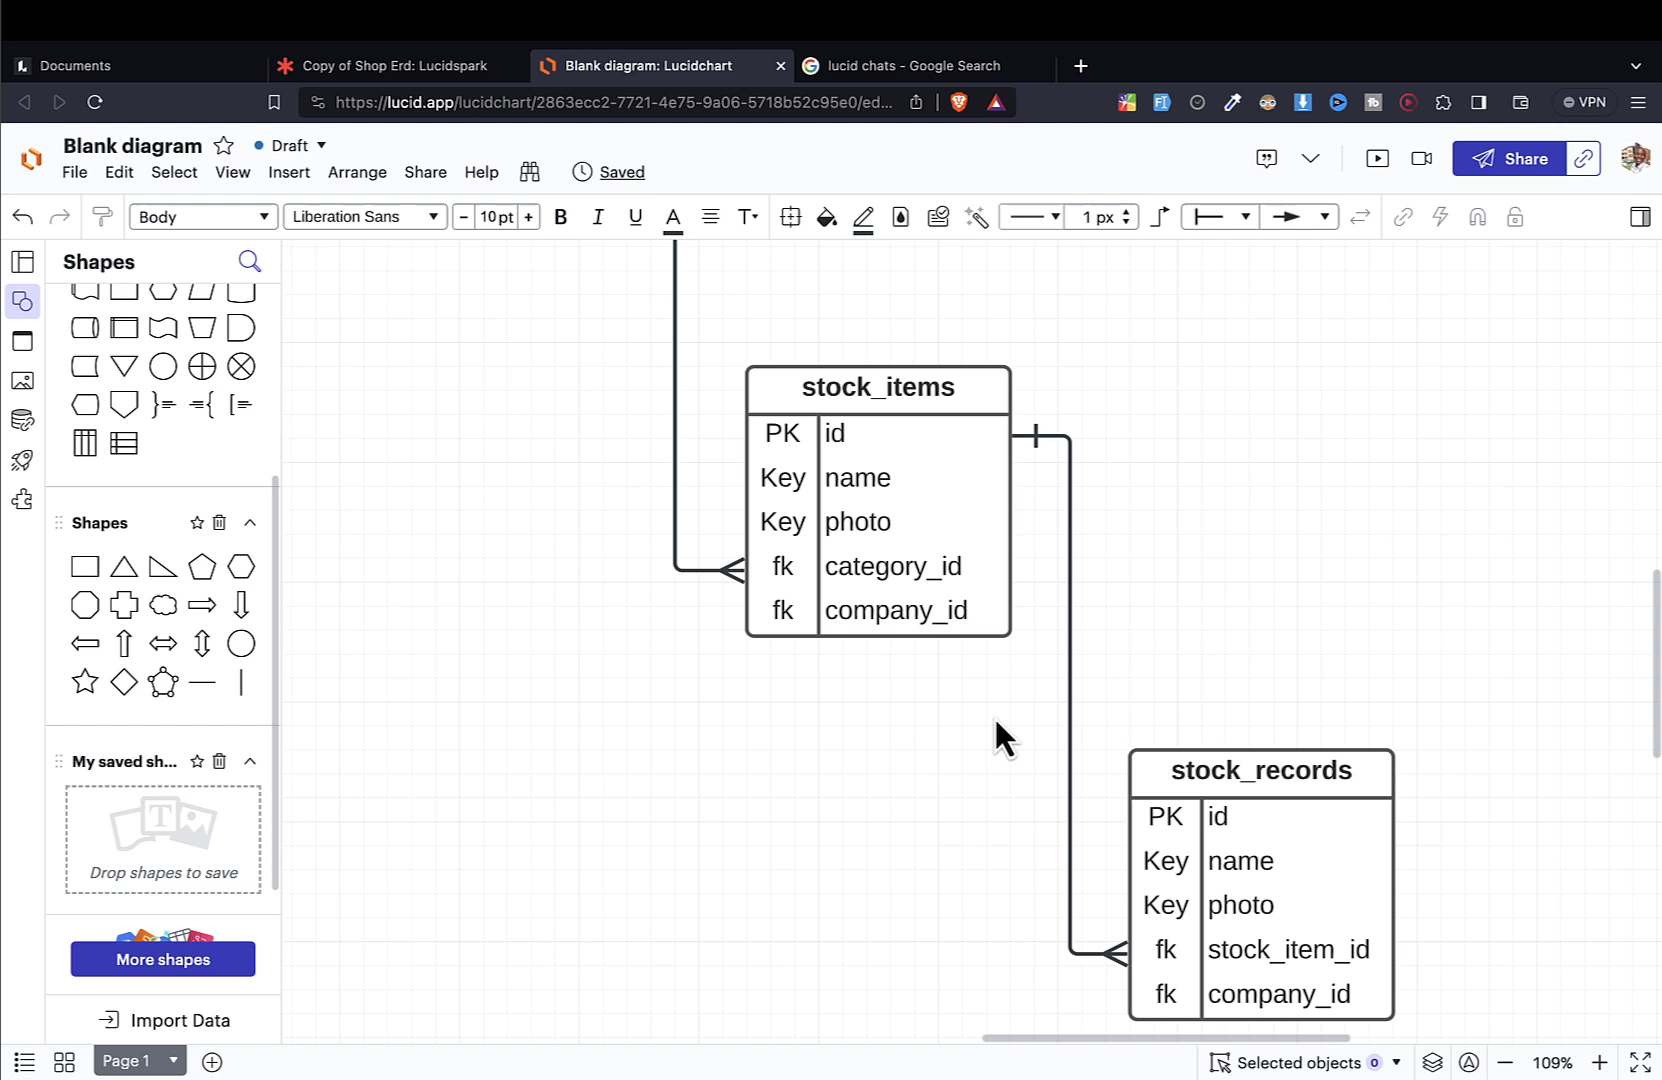 Documents
Copy of Shop Erd: Lucidspark
Blank diagram: Lucidchart
lucid chats - Google Search
https://lucid.app/lucidchart/2863ecc2-7721-4e75-9a06-5718b52c95e0/ed...
VPN
Blank diagram
Draft
File Edit Select View Insert Arrange Share Help
Saved
Share
Body
Liberation Sans
- 10 pt +
B I U A T
1 px
Shapes
Shapes
My saved sh...
T
Drop shapes to save
More shapes
Import Data
stock_items
PK id
Key name
Key photo
fk category_id
fk company_id
stock_records
PK id
Key name
Key photo
fk stock_item_id
fk company_id
Page 1
Selected objects 0
109%